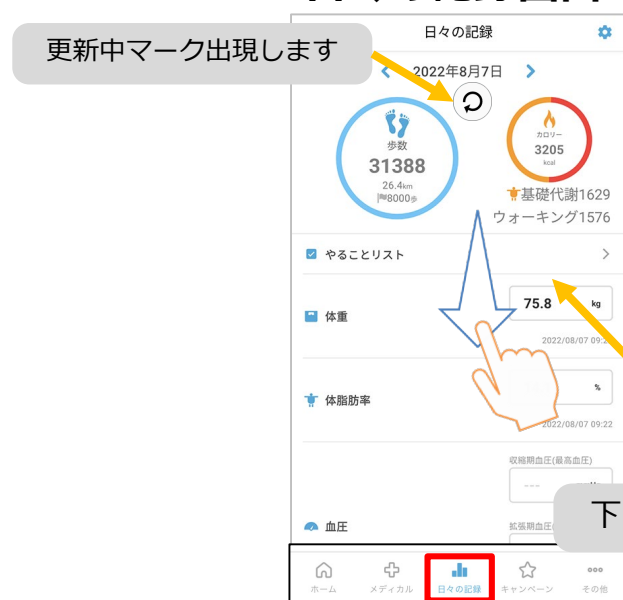 日々の記録
更新中マーク出現します
2022年8月7日
歩数
31388
26.4km
8000歩
カロリー
3205
kcal
基礎代謝1629
ウォーキング1576
やることリスト
体重
75.8 kg
2022/08/07 09:2
体脂肪率
%
2022/08/07 09:22
収縮期血圧(最高血圧)
---
血圧
拡張期血圧
下
ホーム
メディカル
日々の記録
キャンペーン
その他